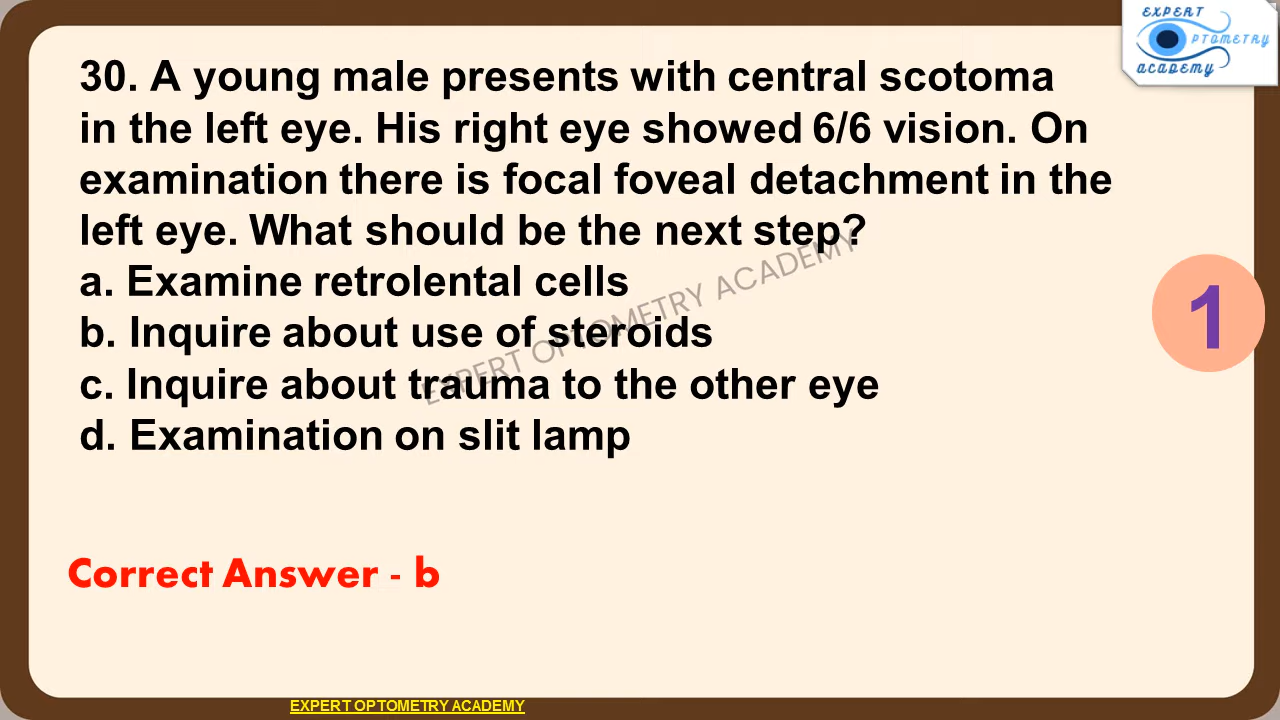 EXPERT
OPTOMETRY
ACADEMY
30. A young male presents with central scotoma
in the left eye. His right eye showed 6/6 vision. On
examination there is focal foveal detachment in the
left eye. What should be the next step?
a. Examine retrolental cells
b. Inquire about use of steroids
c. Inquire about trauma to the other eye
d. Examination on slit lamp
EXPERT OPTOMETRY ACADEMY
1
Correct Answer - b
EXPERT OPTOMETRY ACADEMY